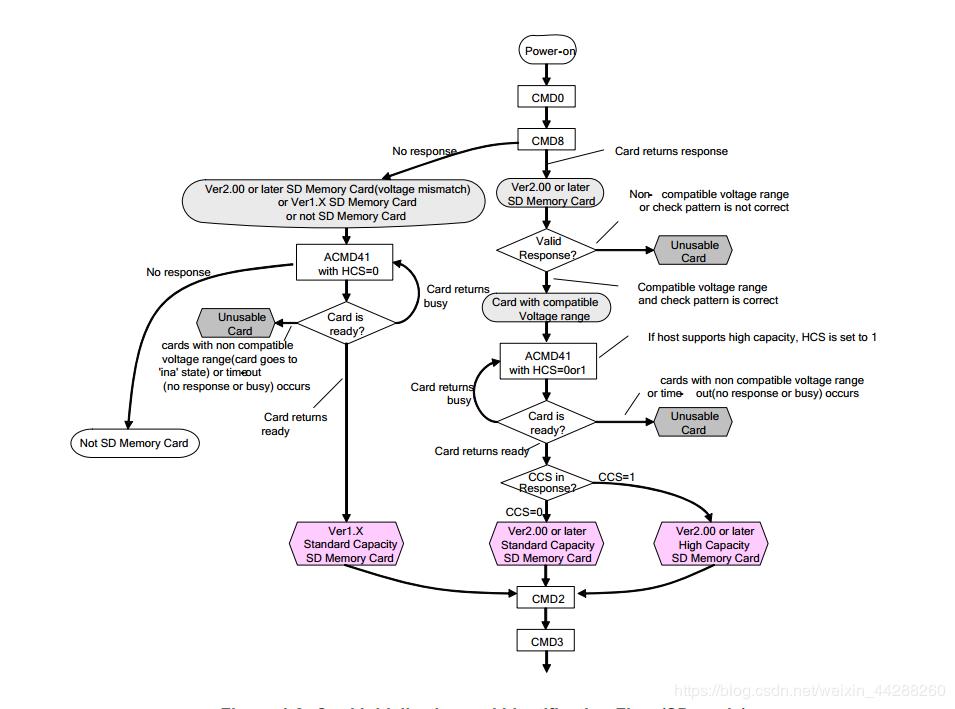 Power-on
CMD0
CMD8
No response
Card returns response
Ver2.00 or later SD Memory Card(voltage mismatch)
or Ver1.X SD Memory Card
or not SD Memory Card
Ver2.00 or later
SD Memory Card
Non- compatible voltage range
or check pattern is not correct
Valid
Response?
Unusable
Card
ACMD41
with HCS=0
No response
Card returns
busy
Compatible voltage range
and check pattern is correct
Card with compatible
Voltage range
Unusable
Card
Card is
ready?
cards with non compatible
voltage range(card goes to
'ina' state) or time-out
(no response or busy) occurs
If host supports high capacity, HCS is set to 1
ACMD41
with HCS=0or1
Card returns
busy
cards with non compatible voltage range
or time- out(no response or busy) occurs
Card is
ready?
Unusable
Card
Card returns
ready
Not SD Memory Card
Card returns ready
CCS in
Response?
CCS=1
CCS=0
Ver1.X
Standard Capacity
SD Memory Card
Ver2.00 or later
Standard Capacity
SD Memory Card
Ver2.00 or later
High Capacity
SD Memory Card
CMD2
CMD3
https://blog.csdn.net/weixin_44288260